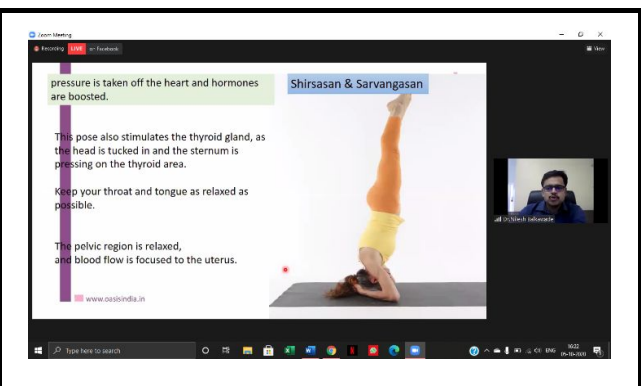 Zoom Meeting
Recording LIVE on Facebook
View
pressure is taken off the heart and hormones
are boosted.
Shirsasan & Sarvangasan
This pose also stimulates the thyroid gland, as
the head is tucked in and the sternum is
pressing on the thyroid area.
Keep your throat and tongue as relaxed as
possible.
The pelvic region is relaxed,
and blood flow is focused to the uterus.
www.oasisindia.in
Type here to search
ENG
16:22